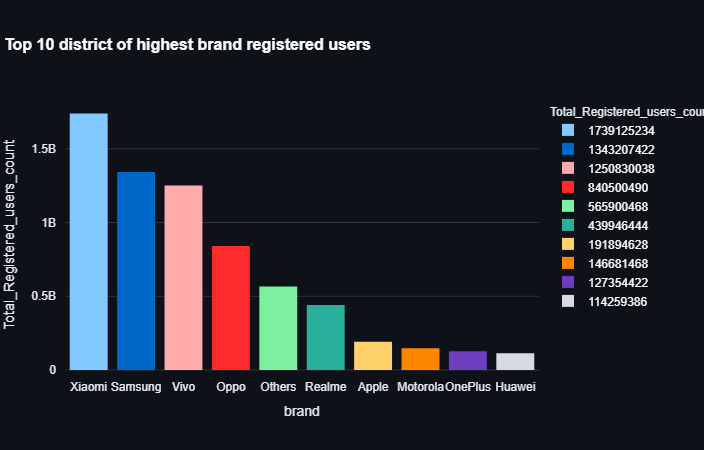 Top 10 district of highest brand registered users
Total_Registered_users_count
1.5B
1B
0.5B
0
Xiaomi Samsung Vivo Oppo Others Realme Apple Motorola OnePlus Huawei
brand
Total_Registered_users_cou
1739125234
1343207422
1250830038
840500490
565900468
439946444
191894628
146681468
127354422
114259386